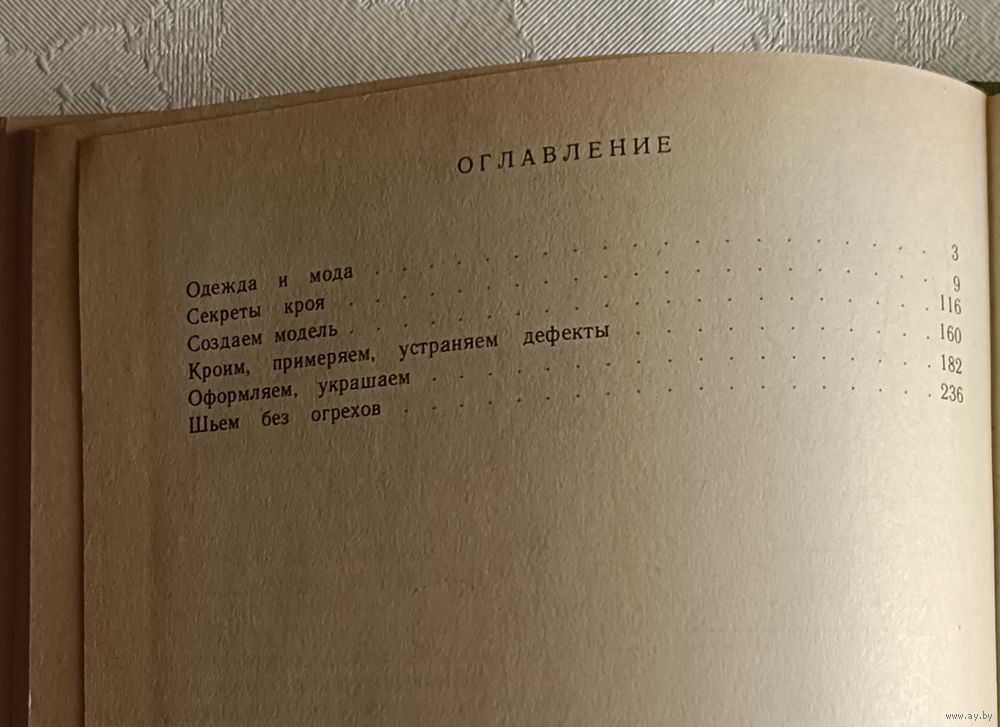 ОГЛАВЛЕНИЕ
Одежда и мода . . . . . . . . . . . . . . . . . . . . 3
Секреты кроя . . . . . . . . . . . . . . . . . . . . 9
Создаем модель . . . . . . . . . . . . . . . . . . . . 116
Кроим, примеряем, устраняем дефекты . . . . . . . . . . . . 160
Оформляем, украшаем . . . . . . . . . . . . . . . . . . 182
Шьем без огрехов . . . . . . . . . . . . . . . . . . . 236
www.ay.by